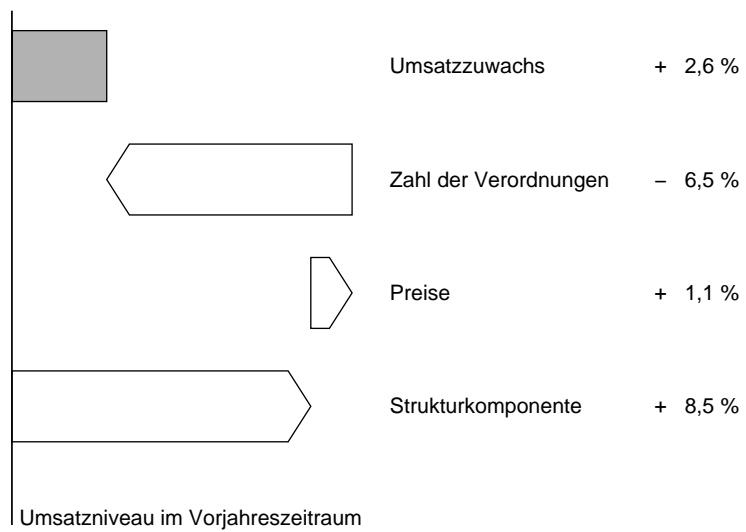 Umsatzzuwachs + 2,6 %
Zahl der Verordnungen – 6,5 %
Preise + 1,1 %
Strukturkomponente + 8,5 %
Umsatzniveau im Vorjahreszeitraum